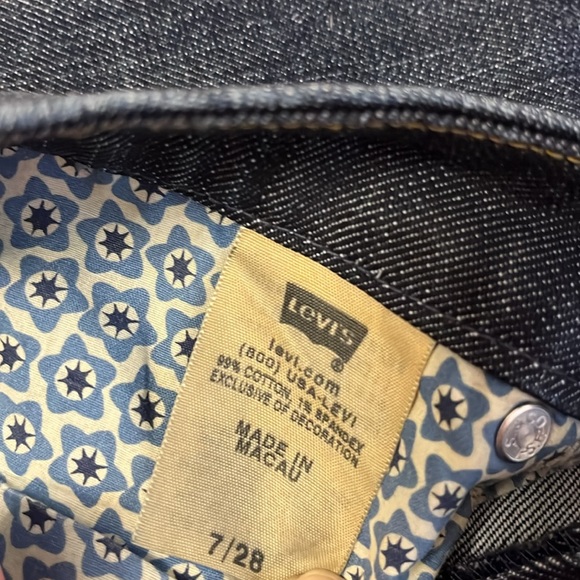 LEVI'S
levi.com
(800) USA-LEVI
99% COTTON, 1% SPANDEX
EXCLUSIVE OF DECORATION
MADE IN
MACAU
7/28